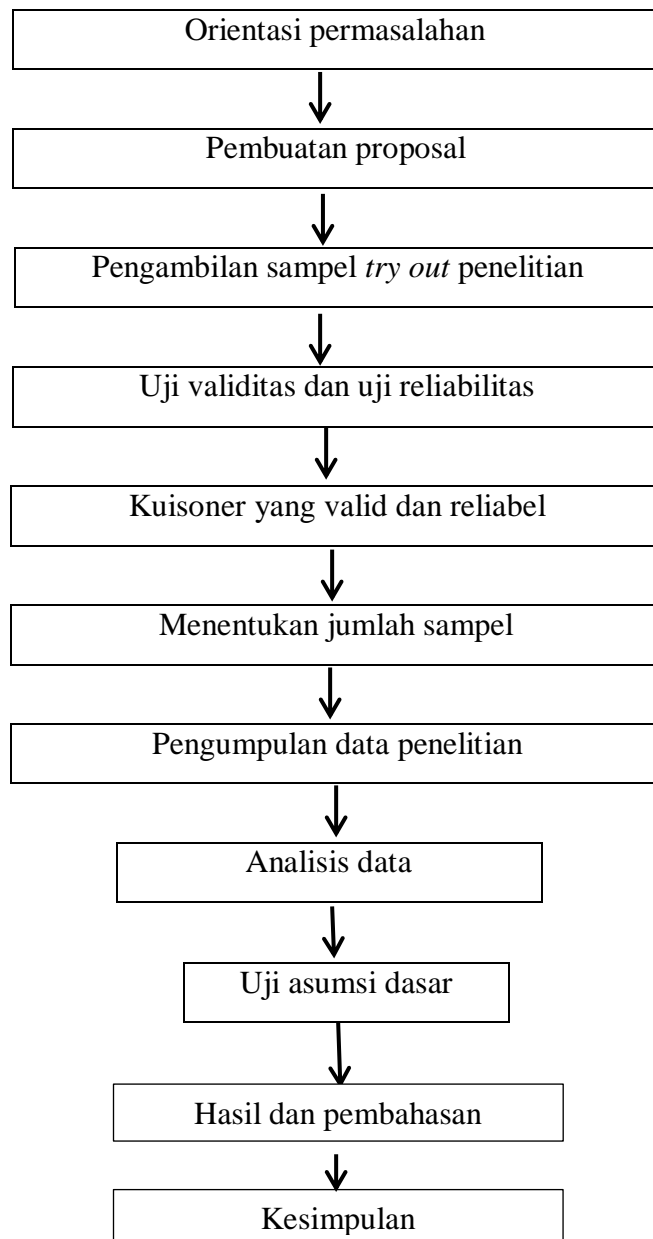 Orientasi permasalahan
Pembuatan proposal
Pengambilan sampel try out penelitian
Uji validitas dan uji reliabilitas
Kuisoner yang valid dan reliabel
Menentukan jumlah sampel
Pengumpulan data penelitian
Analisis data
Uji asumsi dasar
Hasil dan pembahasan
Kesimpulan